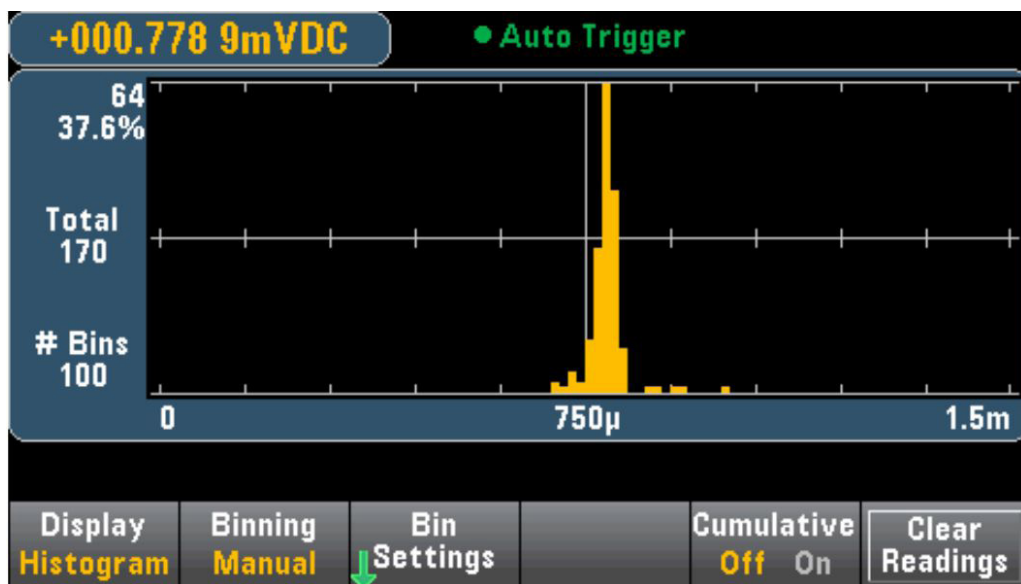 +000.778 9mVDC
Auto Trigger
64
37.6%
Total
170
# Bins
100
0
750µ
1.5m
Display
Histogram
Binning
Manual
Bin
Settings
Cumulative
Off On
Clear
Readings